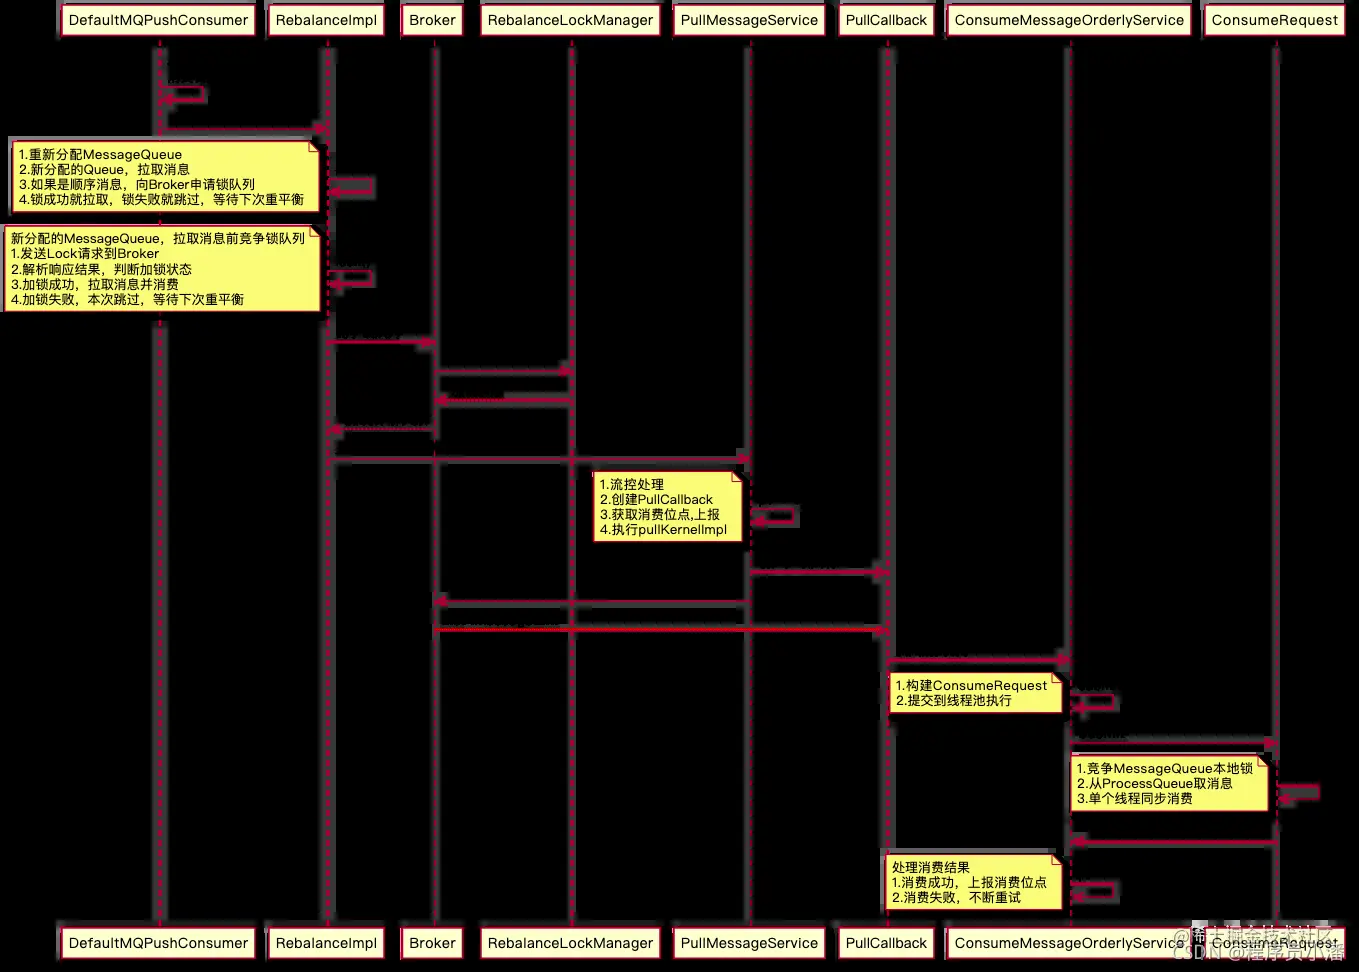 DefaultMQPushConsumer
RebalanceImpl
Broker
RebalanceLockManager
PullMessageService
PullCallback
ConsumeMessageOrderlyService
ConsumeRequest
1.重新分配MessageQueue
2.新分配的Queue，拉取消息
3.如果是顺序消息，向Broker申请锁队列
4.锁成功就拉取，锁失败就跳过，等待下次重平衡
新分配的MessageQueue，拉取消息前竞争锁队列
1.发送Lock请求到Broker
2.解析响应结果，判断加锁状态
3.加锁成功，拉取消息并消费
4.加锁失败，本次跳过，等待下次重平衡
1.流控处理
2.创建PullCallback
3.获取消费位点,上报
4.执行pullKernelImpl
1.构建ConsumeRequest
2.提交到线程池执行
1.竞争MessageQueue本地锁
2.从ProcessQueue取消息
3.单个线程同步消费
处理消费结果
1.消费成功，上报消费位点
2.消费失败，不断重试
DefaultMQPushConsumer
RebalanceImpl
Broker
RebalanceLockManager
PullMessageService
PullCallback
ConsumeMessageOrderlyService
ConsumeRequest
@稀土掘金技术社区
CSDN @程序员小潘